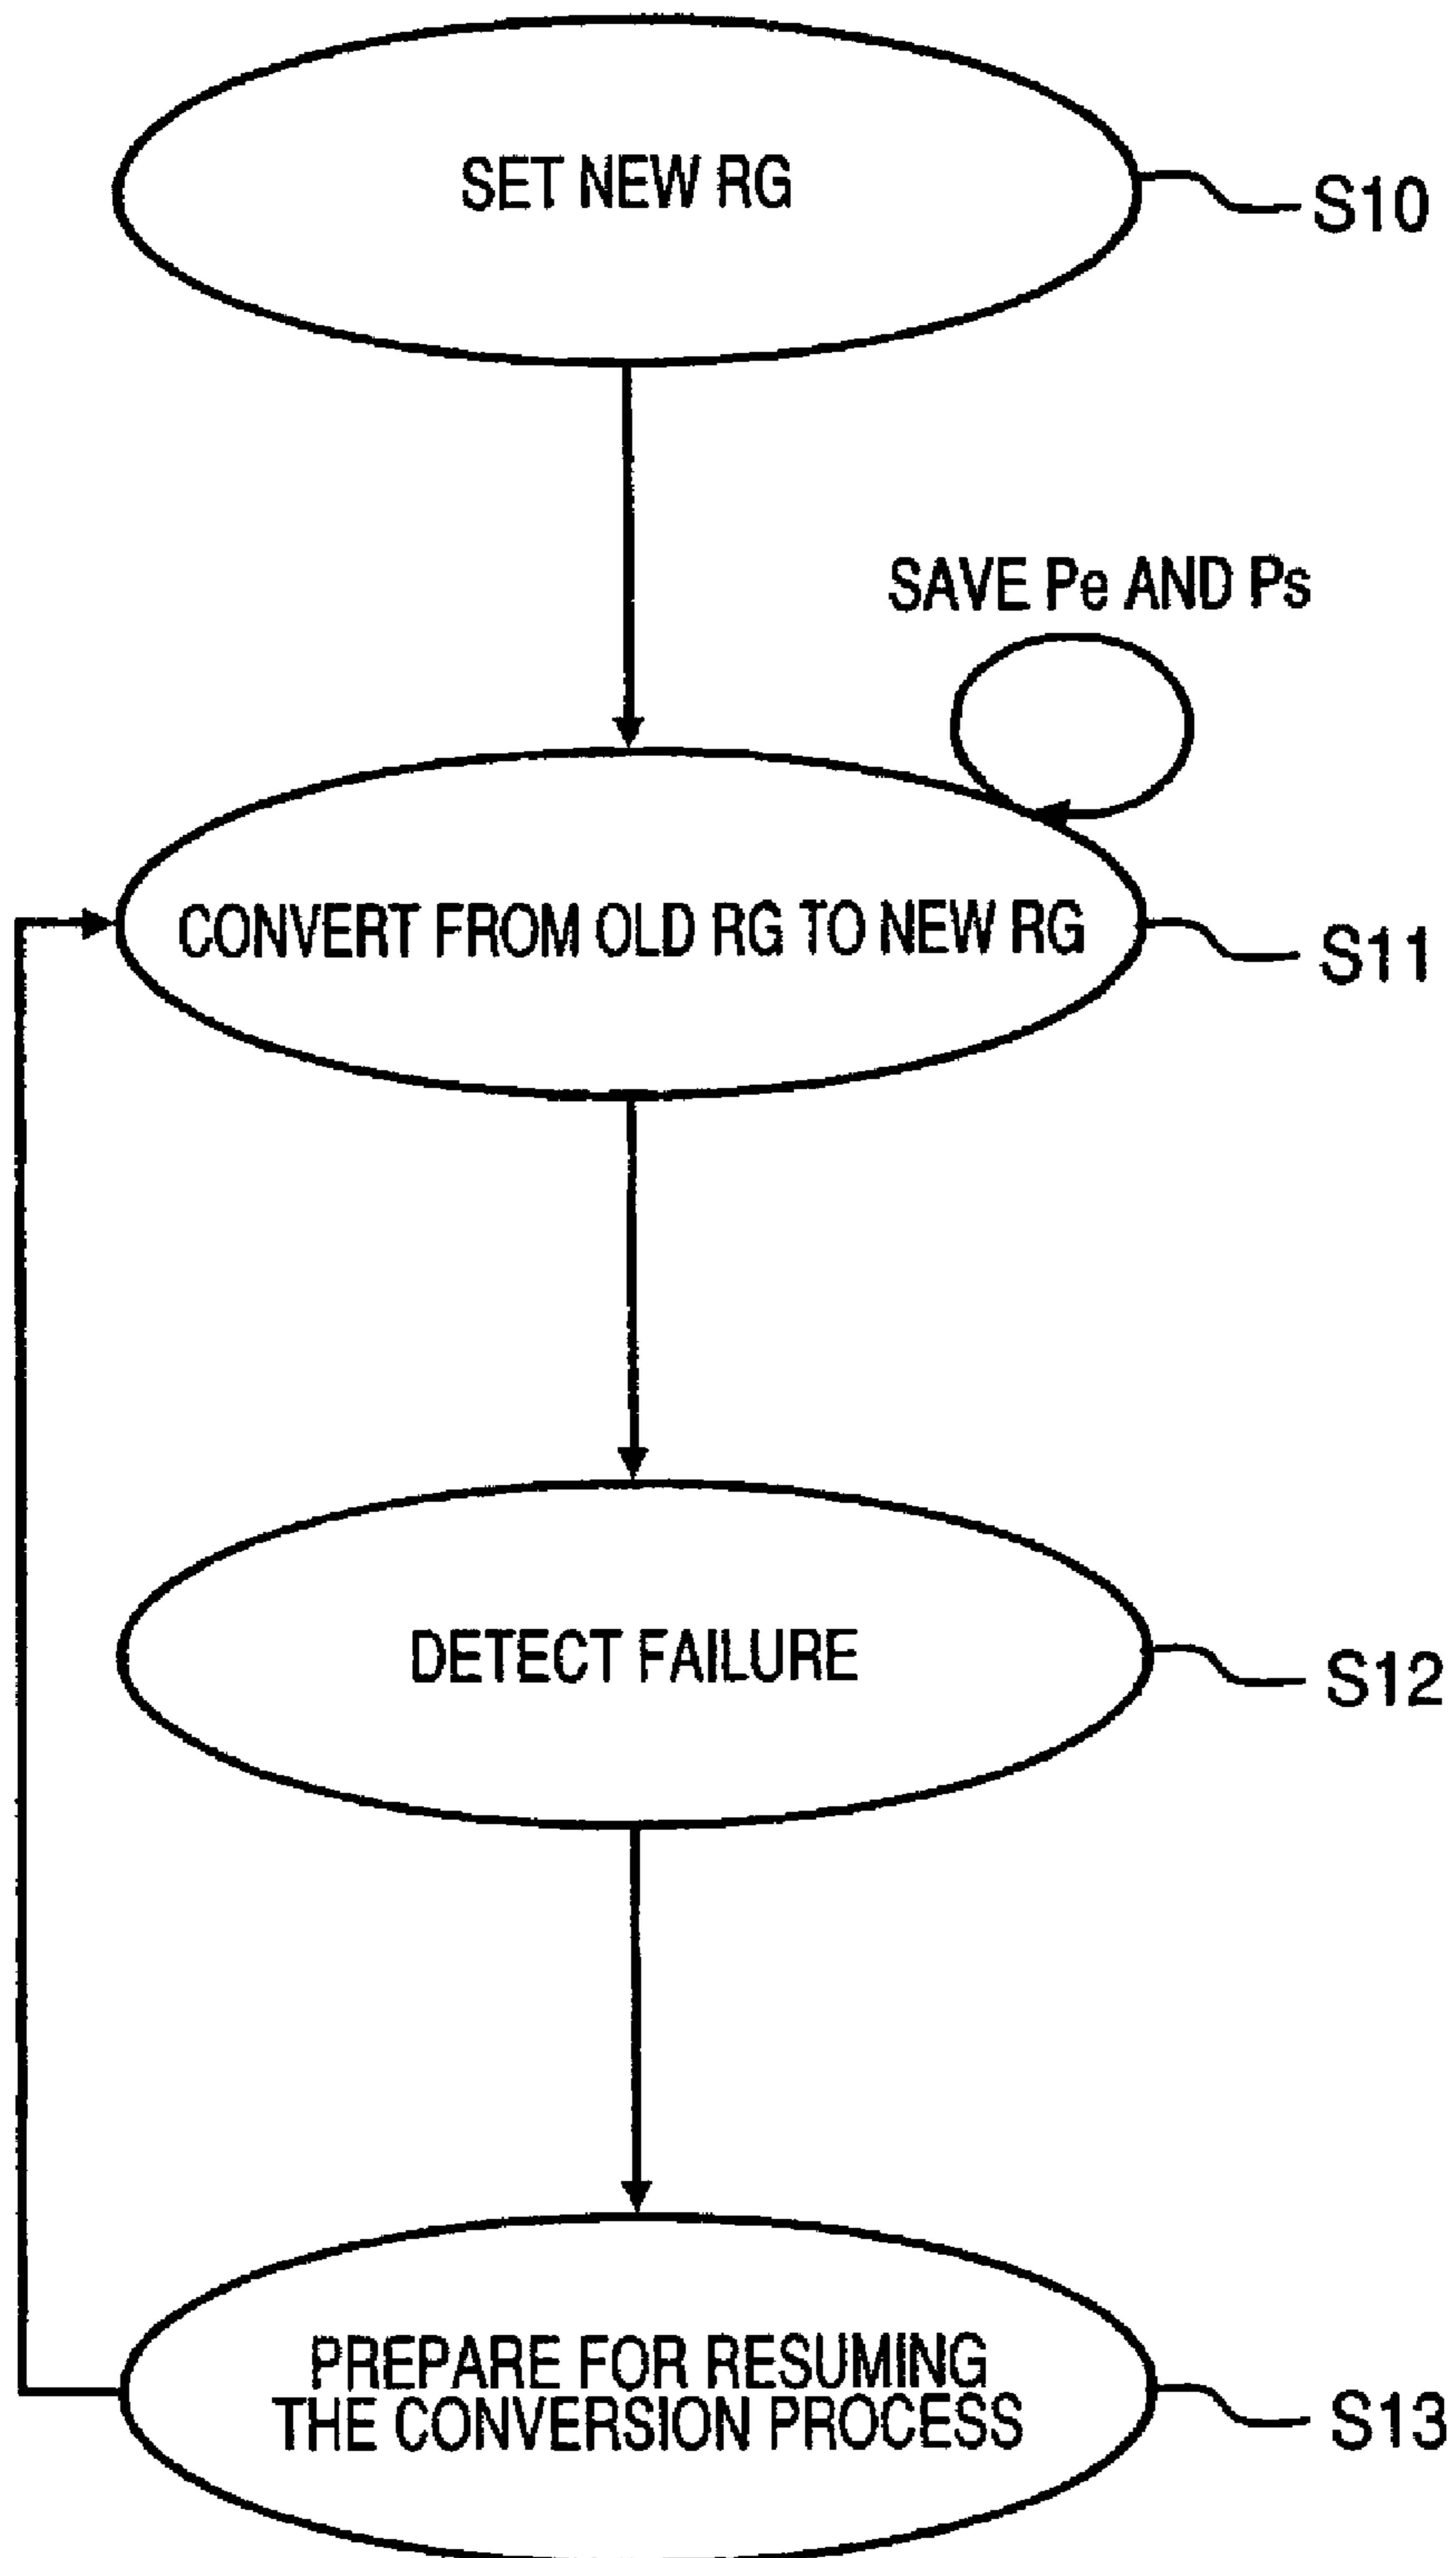 SET NEW RG
S10
SAVE Pe AND Ps
CONVERT FROM OLD RG TO NEW RG
S11
DETECT FAILURE
S12
PREPARE FOR RESUMING
THE CONVERSION PROCESS
S13